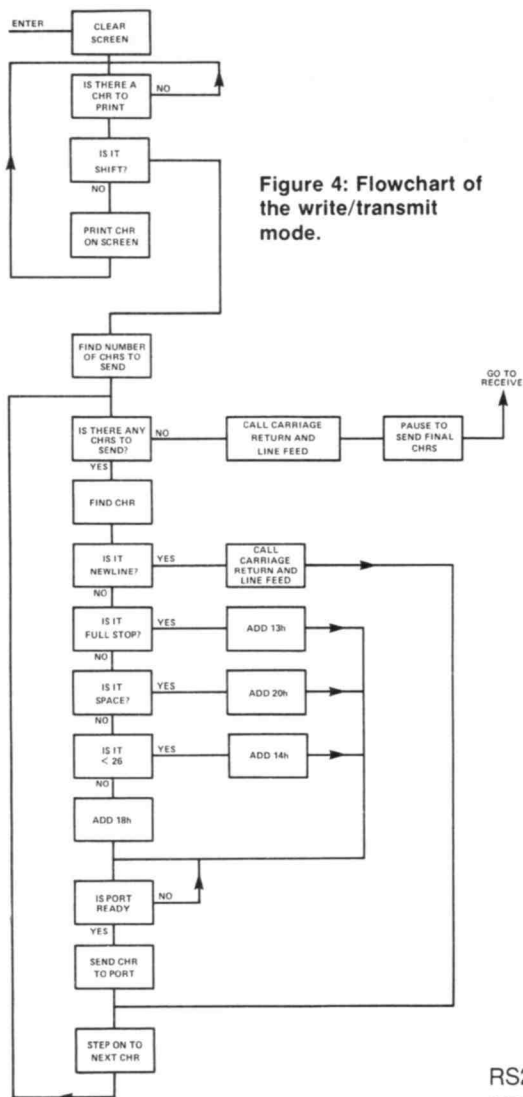 ENTER
CLEAR
SCREEN
IS THERE A
CHR TO
PRINT
NO
IS IT
SHIFT?
NO
PRINT CHR
ON SCREEN
Figure 4: Flowchart of
the write/transmit
mode.
FIND NUMBER
OF CHRS TO
SEND
GO TO
RECEIVE
IS THERE ANY
CHRS TO
SEND?
NO
CALL CARRIAGE
RETURN AND
LINE FEED
PAUSE TO
SEND FINAL
CHRS
YES
FIND CHR
IS IT
NEWLINE?
YES
CALL
CARRIAGE
RETURN AND
LINE FEED
NO
IS IT
FULL STOP?
YES
ADD 13h
NO
IS IT
SPACE?
YES
ADD 20h
NO
IS IT
< 26
YES
ADD 14h
NO
ADD 18h
IS PORT
READY
NO
YES
SEND CHR
TO PORT
STEP ON TO
NEXT CHR
RS2